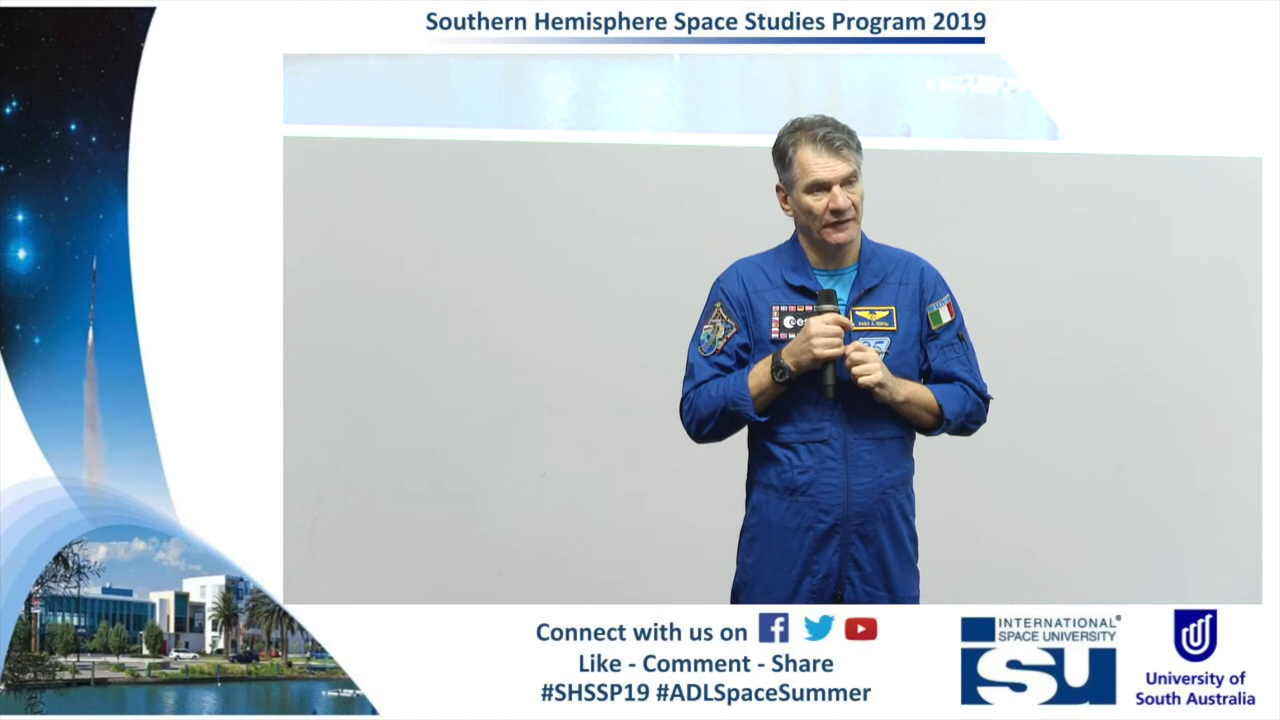 Southern Hemisphere Space Studies Program 2019
es
Connect with us on
Like - Comment - Share
#SHSSP19 #ADLSpaceSummer
INTERNATIONAL
SPACE UNIVERSITY
ISU
University of
South Australia